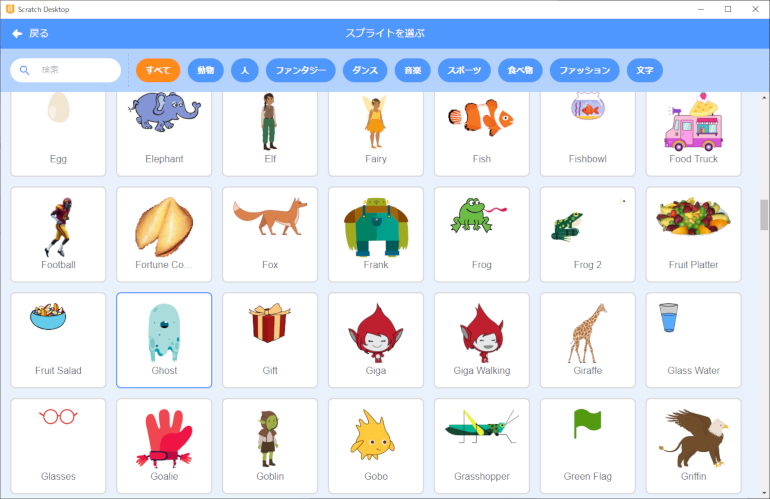 Scratch Desktop
戻る
スプライトを選ぶ
検索
すべて 動物 人 ファンタジー ダンス 音楽 スポーツ 食べ物 ファッション 文字
Egg Elephant Elf Fairy Fish Fishbowl Food Truck
Football Fortune Co... Fox Frank Frog Frog 2 Fruit Platter
Fruit Salad Ghost Gift Giga Giga Walking Giraffe Glass Water
Glasses Goalie Goblin Gobo Grasshopper Green Flag Griffin